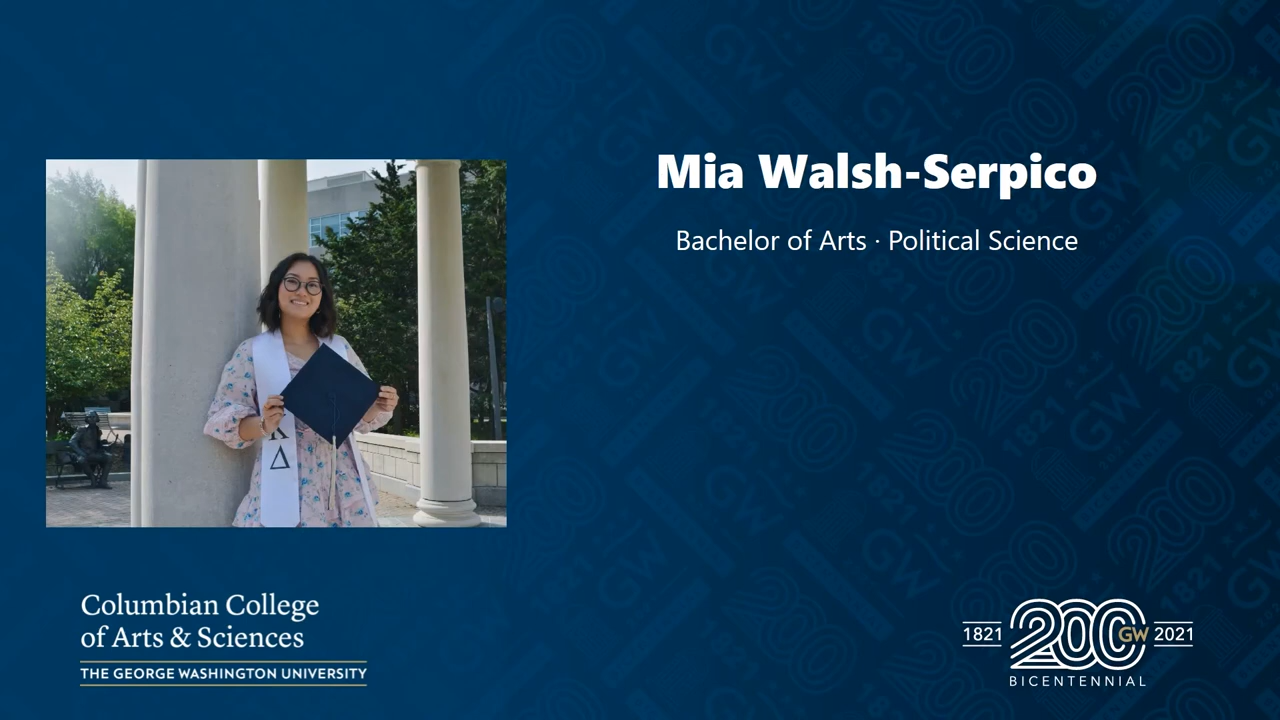 Mia Walsh-Serpico
Bachelor of Arts · Political Science
Κ
Δ
Columbian College
of Arts & Sciences
THE GEORGE WASHINGTON UNIVERSITY
1821 200 GW 2021
BICENTENNIAL